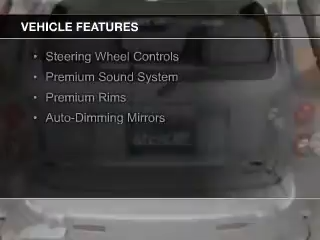 VEHICLE FEATURES
• Steering Wheel Controls
• Premium Sound System
• Premium Rims
• Auto-Dimming Mirrors